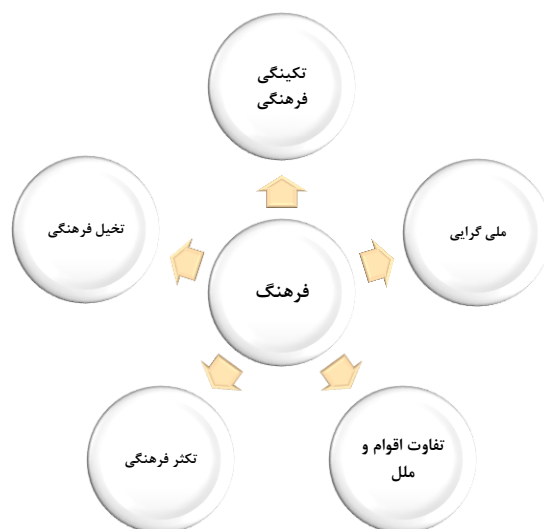 تکینگی
فرهنگی
ملی گرایی
تخیل فرهنگی
فرهنگ
تفاوت اقوام و
ملل
تکثر فرهنگی